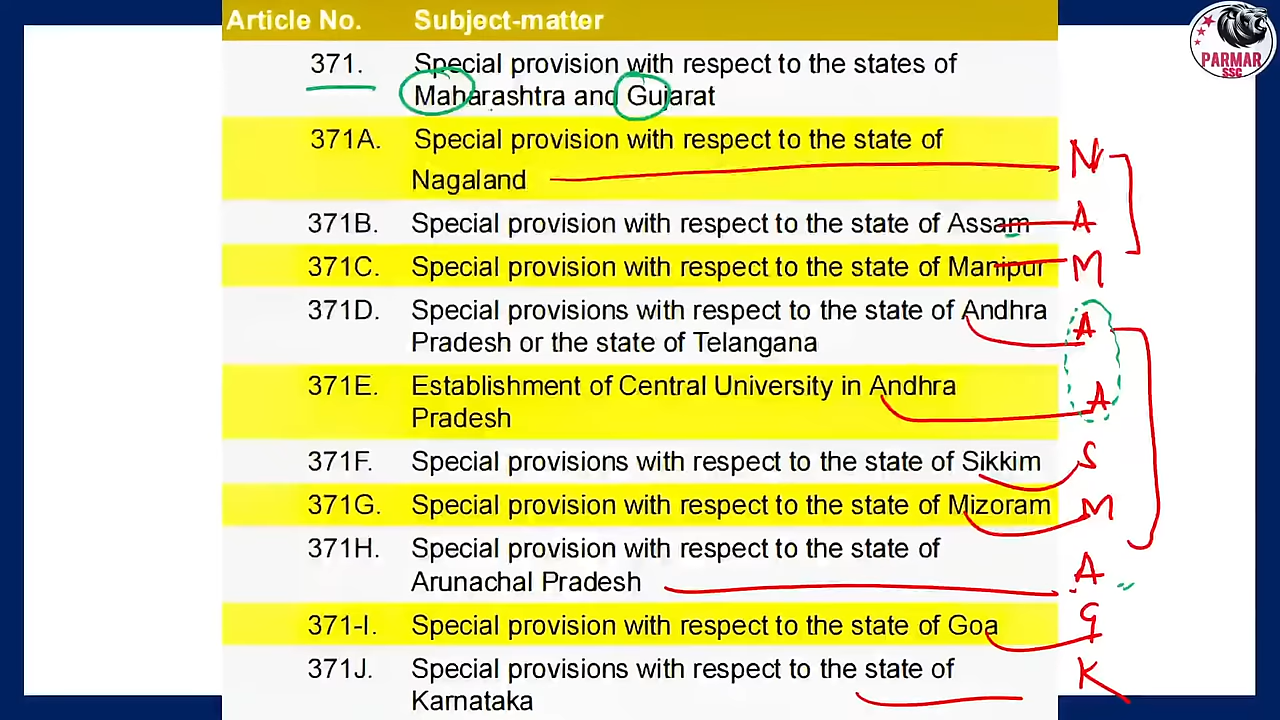 Article No. Subject-matter
PARMAR
SSC
371. Special provision with respect to the states of
Maharashtra and Gujarat
371A. Special provision with respect to the state of
Nagaland
N
371B. Special provision with respect to the state of Assam
A
371C. Special provision with respect to the state of Manipur
M
371D. Special provisions with respect to the state of Andhra
Pradesh or the state of Telangana
A
371E. Establishment of Central University in Andhra
Pradesh
A
371F. Special provisions with respect to the state of Sikkim
S
371G. Special provision with respect to the state of Mizoram
M
371H. Special provision with respect to the state of
Arunachal Pradesh
A
371-I. Special provision with respect to the state of Goa
G
371J. Special provisions with respect to the state of
Karnataka
K